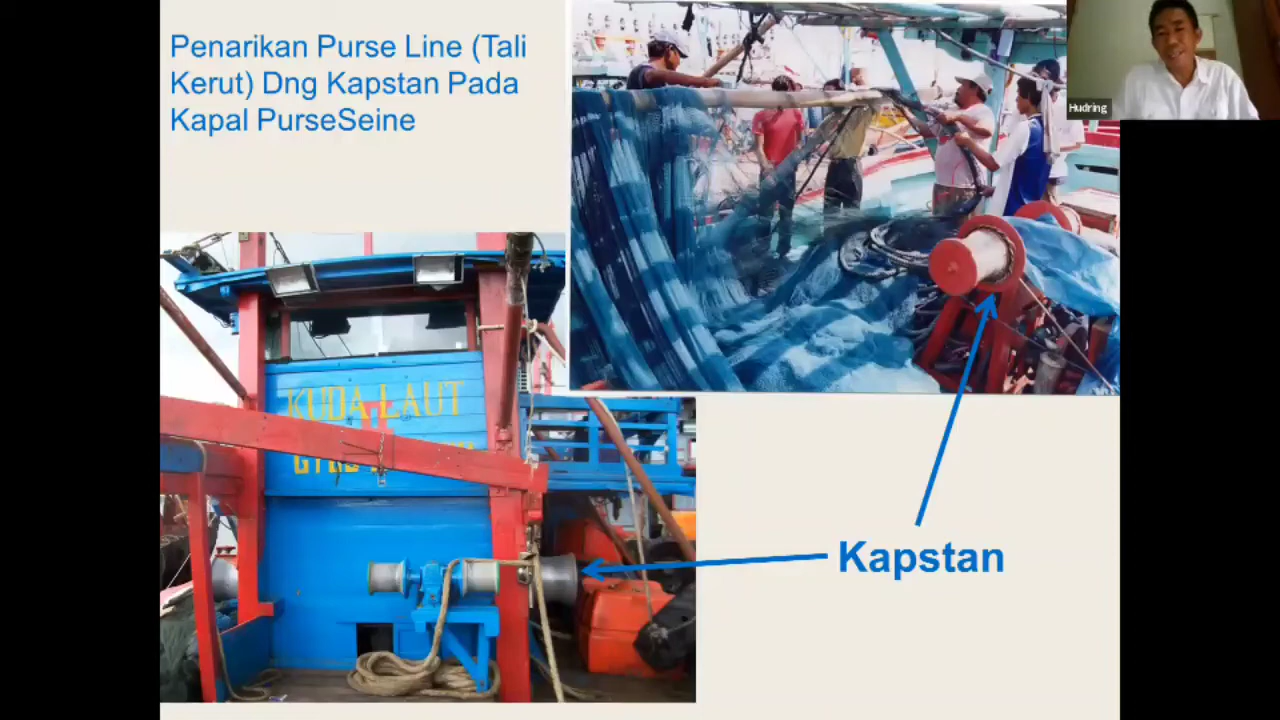 Penarikan Purse Line (Tali
Kerut) Dng Kapstan Pada
Kapal PurseSeine
Hudring
KUDA LAUT
Kapstan